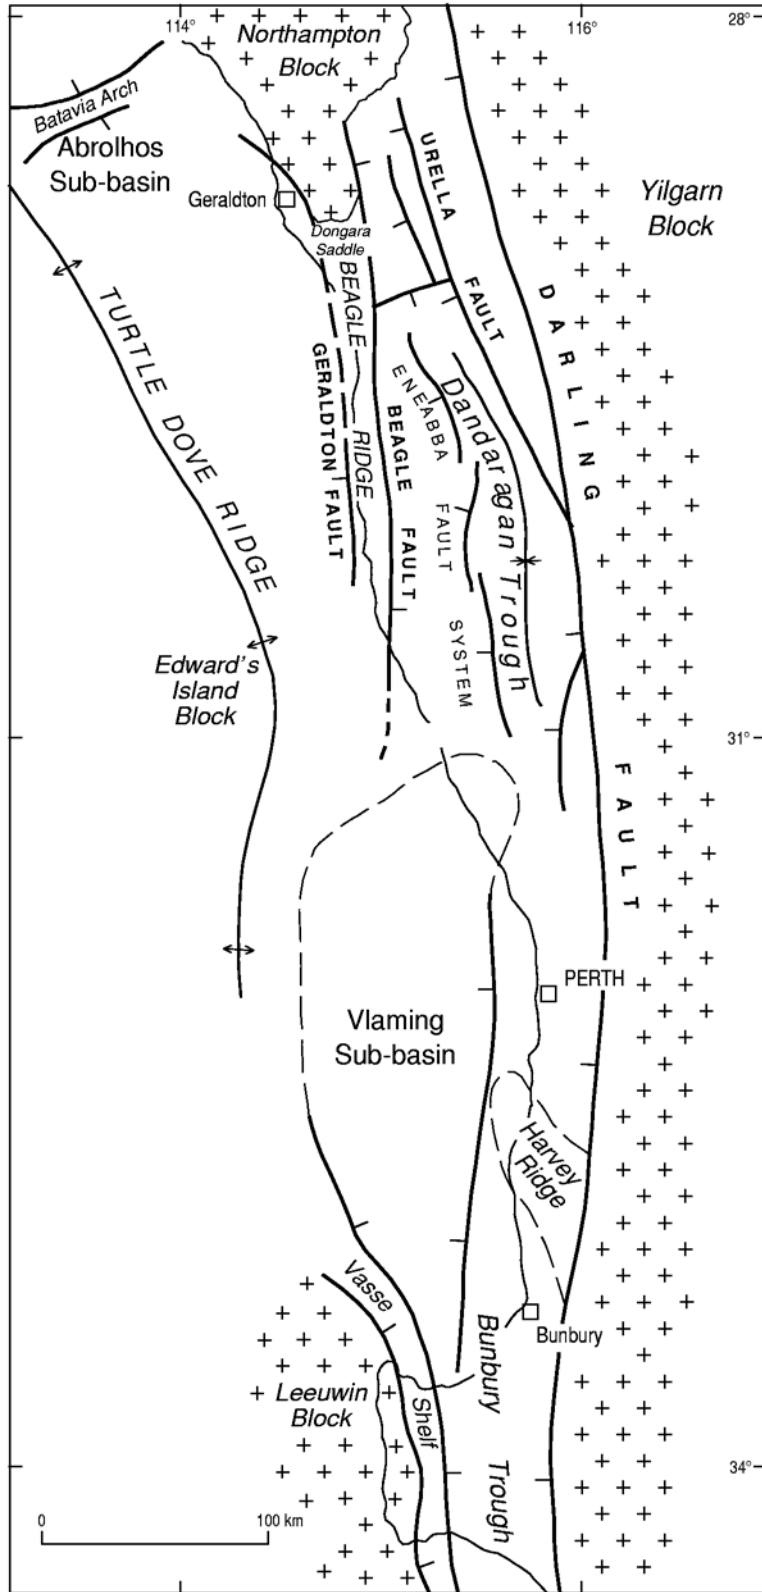 114°
116°
28°
Northampton
Block
Batavia Arch
Abrolhos
Sub-basin
Geraldton
Dongara
Saddle
URELLA
FAULT
Yilgarn
Block
DARLING
FAULT
TURTLE DOVE RIDGE
BEAGLE
RIDGE
GERALDTON FAULT
BEAGLE
FAULT
ENEABBA
FAULT
SYSTEM
Dandaragan Trough
Edward's
Island
Block
31°
PERTH
Vlaming
Sub-basin
Harvey
Ridge
Vasse
Shelf
Bunbury
Bunbury
Trough
Leeuwin
Block
34°
0
100 km